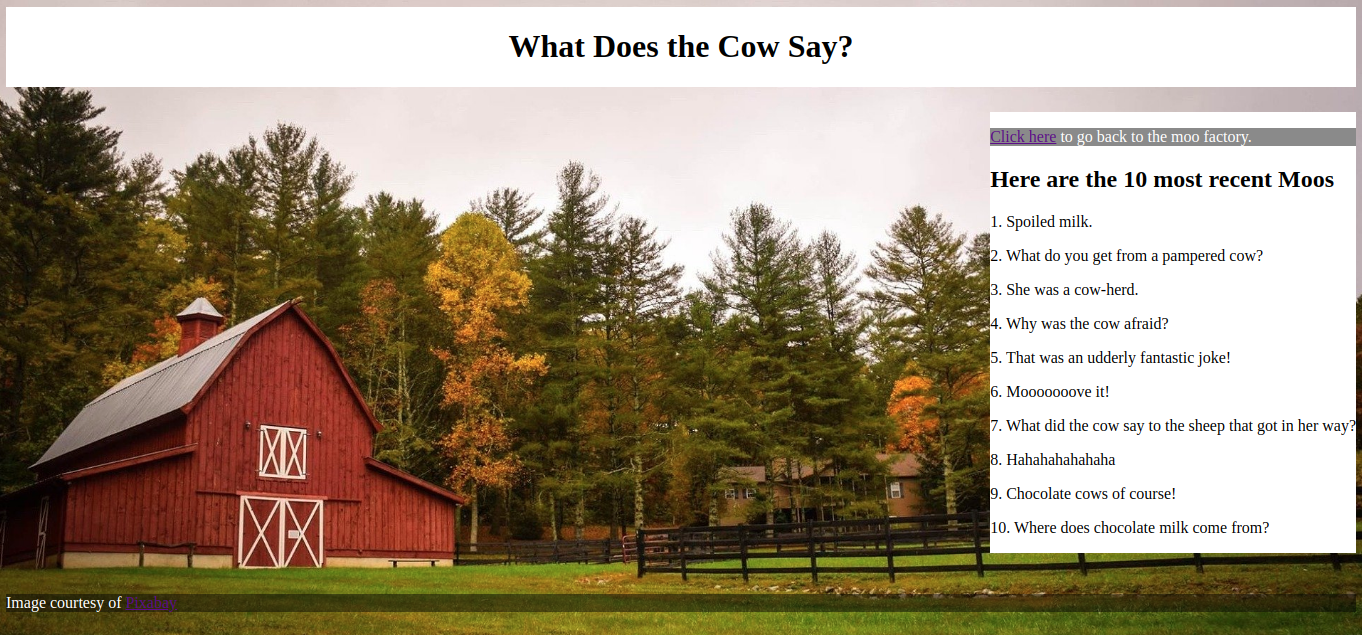 What Does the Cow Say?
Click here to go back to the moo factory.
Here are the 10 most recent Moos
1. Spoiled milk.
2. What do you get from a pampered cow?
3. She was a cow-herd.
4. Why was the cow afraid?
5. That was an udderly fantastic joke!
6. Mooooooove it!
7. What did the cow say to the sheep that got in her way?
8. Hahahahahahaha
9. Chocolate cows of course!
10. Where does chocolate milk come from?
Image courtesy of Pixabay